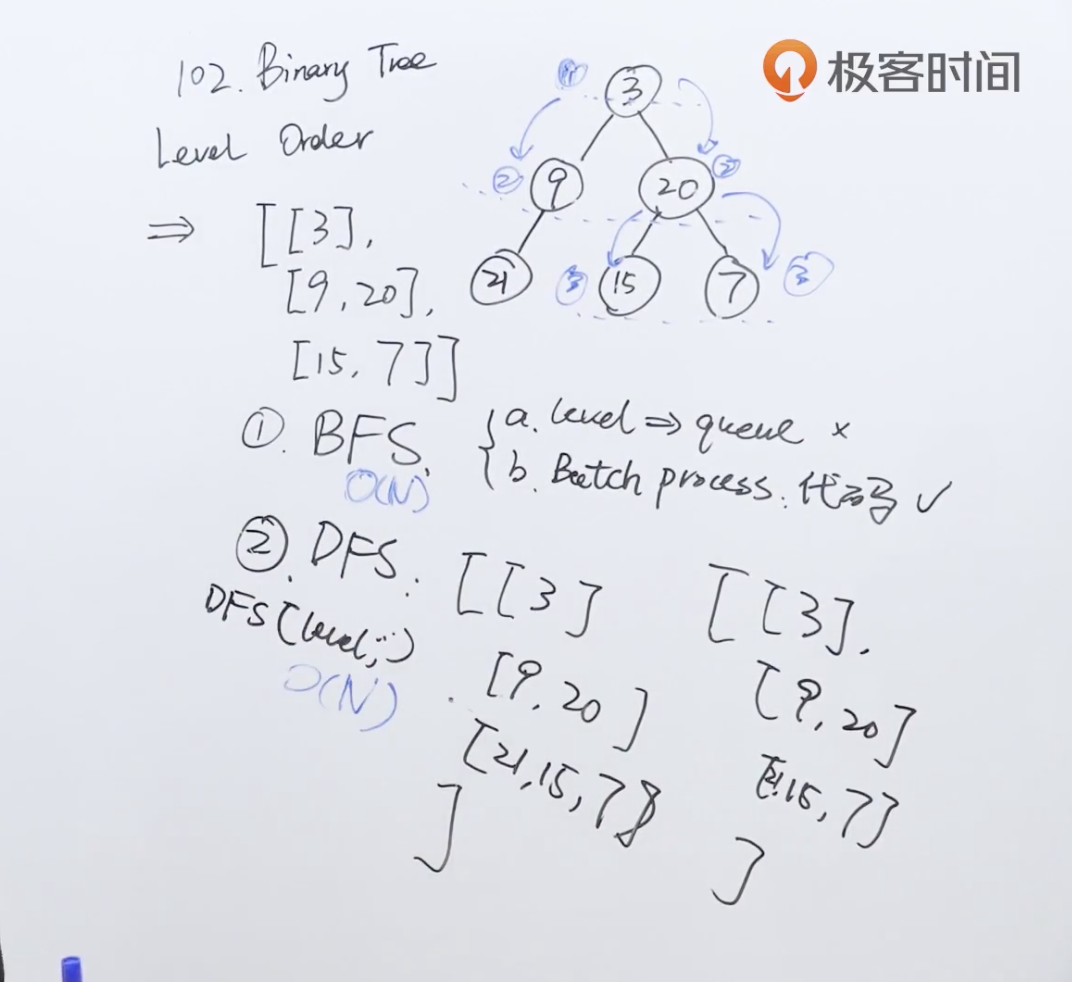 极客时间
102. Binary Tree
Level Order
⇒ [[3],
[9,20],
[15,7]]
① 3
② 9 20 ②
21 ③ 15 7 ③
①. BFS.
O(N)
a. level ⇒ queue ×
b. Batch process. 代码 ✓
②. DFS.
DFS(level,..)
O(N)
[[3]
[9,20]
[21,15,7]
]
[[3],
[9,20]
[21,15,7]
]